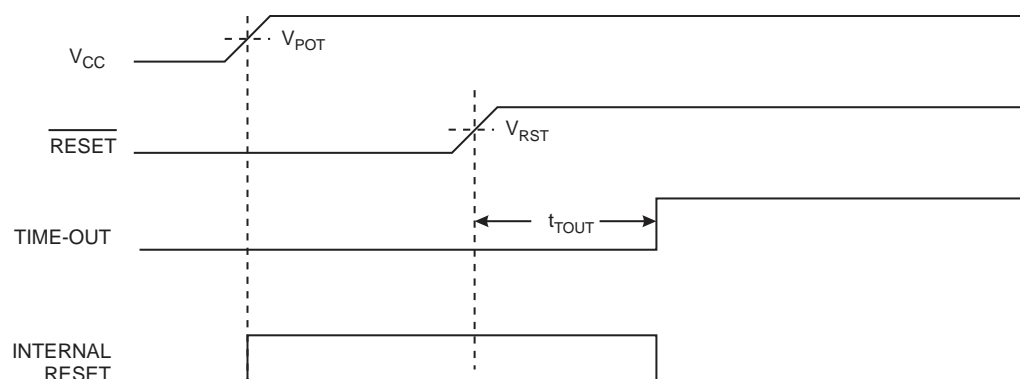 V_CC
V_POT
RESET
V_RST
TIME-OUT
t_TOUT
INTERNAL
RESET